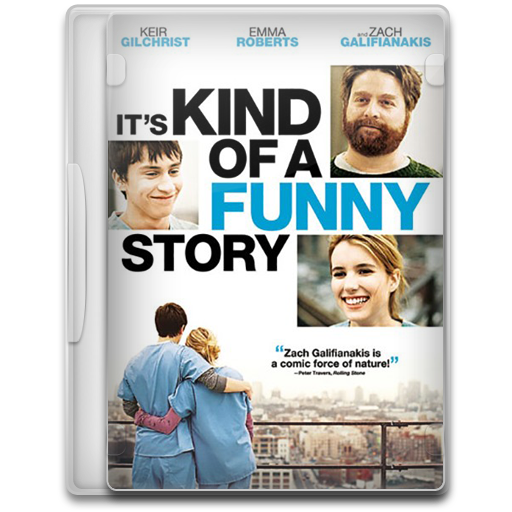 KEIR GILCHRIST
EMMA ROBERTS
and ZACH GALIFIANAKIS
IT'S KIND
OF A
FUNNY
STORY
"Zach Galifianakis is
a comic force of nature!"
—Peter Travers, Rolling Stone